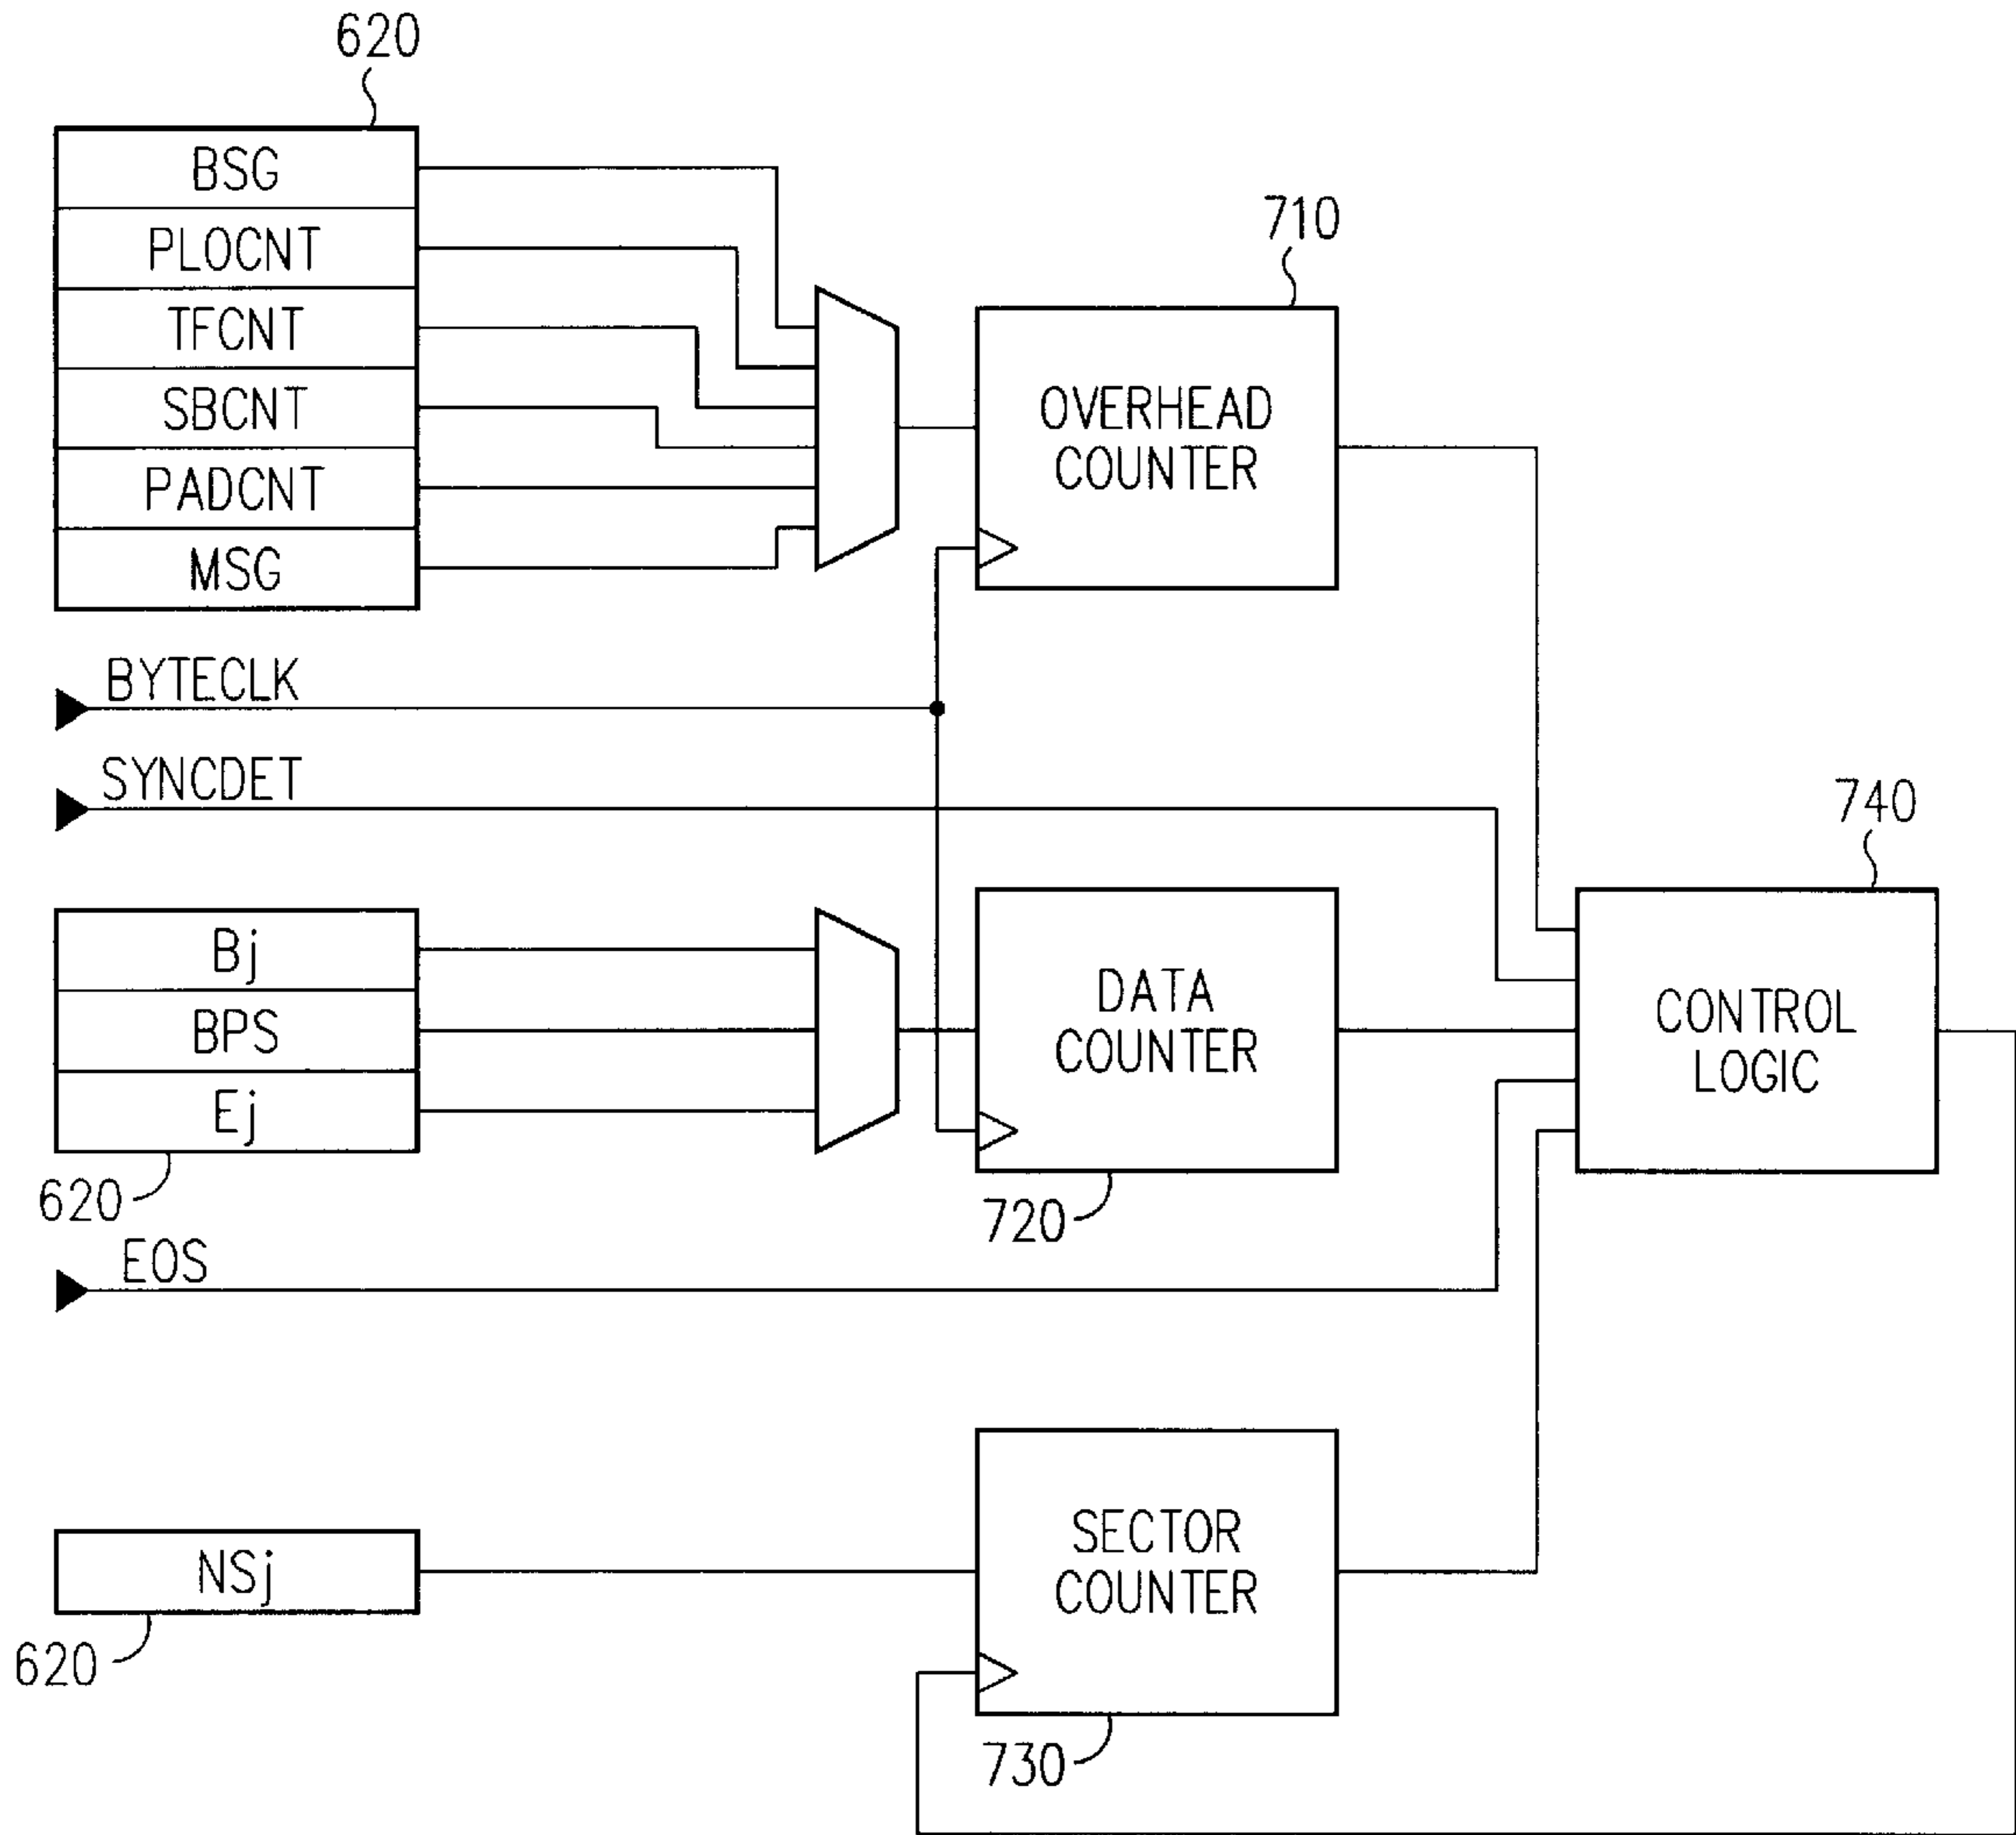 620
BSG
PLOCNT
TFCNT
SBCNT
PADCNT
MSG
710
OVERHEAD
COUNTER
BYTECLK
SYNCDET
740
Bj
BPS
Ej
620
DATA
COUNTER
720
CONTROL
LOGIC
EOS
NSj
620
SECTOR
COUNTER
730